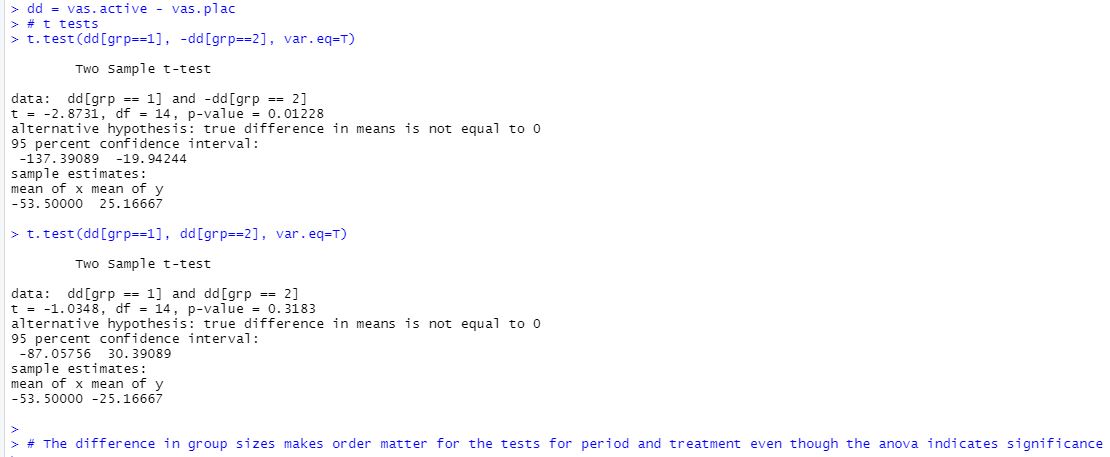 > dd = vas.active - vas.plac
> # t tests
> t.test(dd[grp==1], -dd[grp==2], var.eq=T)
Two Sample t-test
data:  dd[grp == 1] and -dd[grp == 2]
t = -2.8731, df = 14, p-value = 0.01228
alternative hypothesis: true difference in means is not equal to 0
95 percent confidence interval:
-137.39089  -19.94244
sample estimates:
mean of x mean of y
-53.50000  25.16667
> t.test(dd[grp==1], dd[grp==2], var.eq=T)
Two Sample t-test
data:  dd[grp == 1] and dd[grp == 2]
t = -1.0348, df = 14, p-value = 0.3183
alternative hypothesis: true difference in means is not equal to 0
95 percent confidence interval:
-87.05756  30.39089
sample estimates:
mean of x mean of y
-53.50000 -25.16667
>
> # The difference in group sizes makes order matter for the tests for period and treatment even though the anova indicates significance